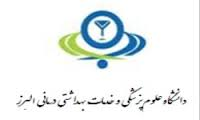 دانشگاه علوم پزشکی و خدمات بهداشتی درمانی البرز